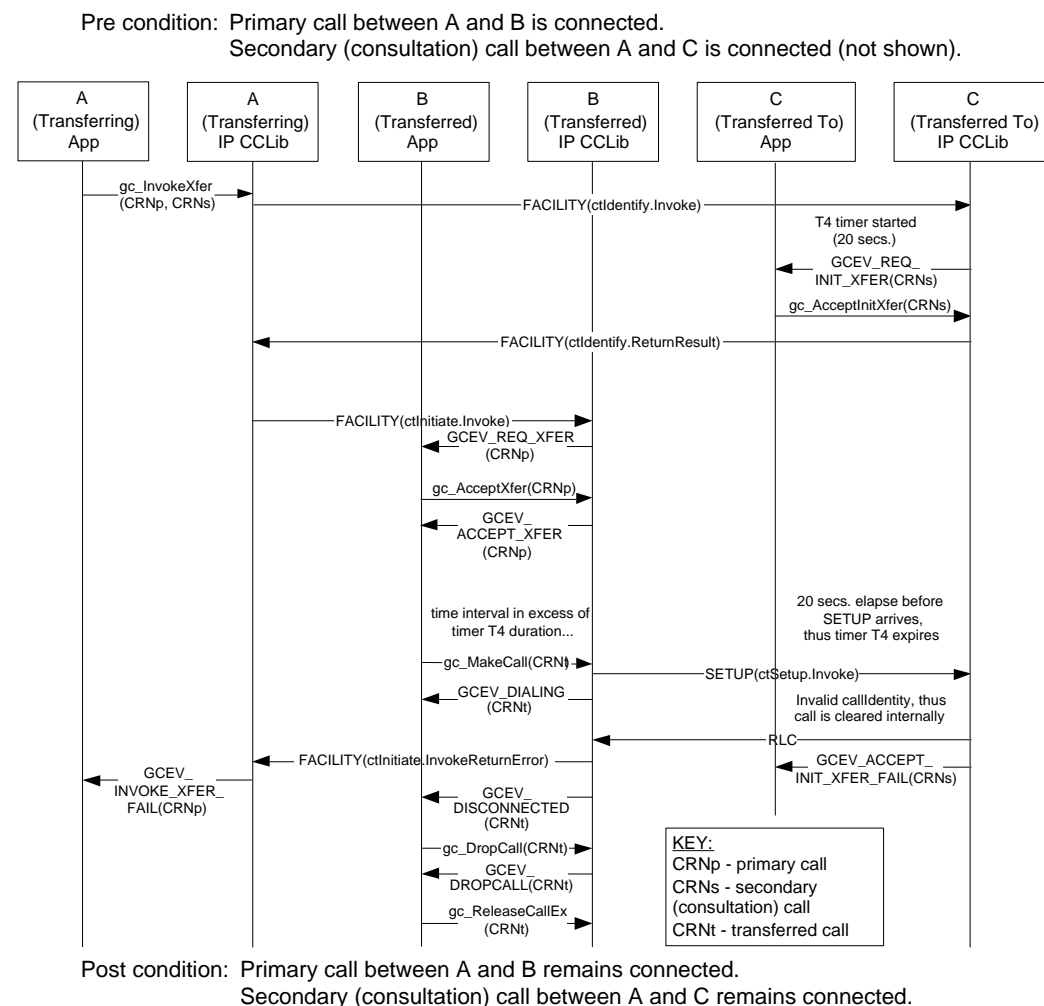 Pre condition: Primary call between A and B is connected.
Secondary (consultation) call between A and C is connected (not shown).
A
(Transferring)
App
A
(Transferring)
IP CCLib
B
(Transferred)
App
B
(Transferred)
IP CCLib
C
(Transferred To)
App
C
(Transferred To)
IP CCLib
gc_InvokeXfer
(CRNp, CRNs)
FACILITY(ctIdentify.Invoke)
T4 timer started
(20 secs.)
GCEV_REQ_
INIT_XFER(CRNs)
gc_AcceptInitXfer(CRNs)
FACILITY(ctIdentify.ReturnResult)
FACILITY(ctInitiate.Invoke)
GCEV_REQ_XFER
(CRNp)
gc_AcceptXfer(CRNp)
GCEV_
ACCEPT_XFER
(CRNp)
time interval in excess of
timer T4 duration...
20 secs. elapse before
SETUP arrives,
thus timer T4 expires
gc_MakeCall(CRNt)
SETUP(ctSetup.Invoke)
GCEV_DIALING
(CRNt)
Invalid callIdentity, thus
call is cleared internally
RLC
FACILITY(ctInitiate.InvokeReturnError)
GCEV_ACCEPT_
INIT_XFER_FAIL(CRNs)
GCEV_
INVOKE_XFER_
FAIL(CRNp)
GCEV_
DISCONNECTED
(CRNt)
gc_DropCall(CRNt)
GCEV_
DROPCALL(CRNt)
gc_ReleaseCallEx
(CRNt)
KEY:
CRNp - primary call
CRNs - secondary
(consultation) call
CRNt - transferred call
Post condition: Primary call between A and B remains connected.
Secondary (consultation) call between A and C remains connected.